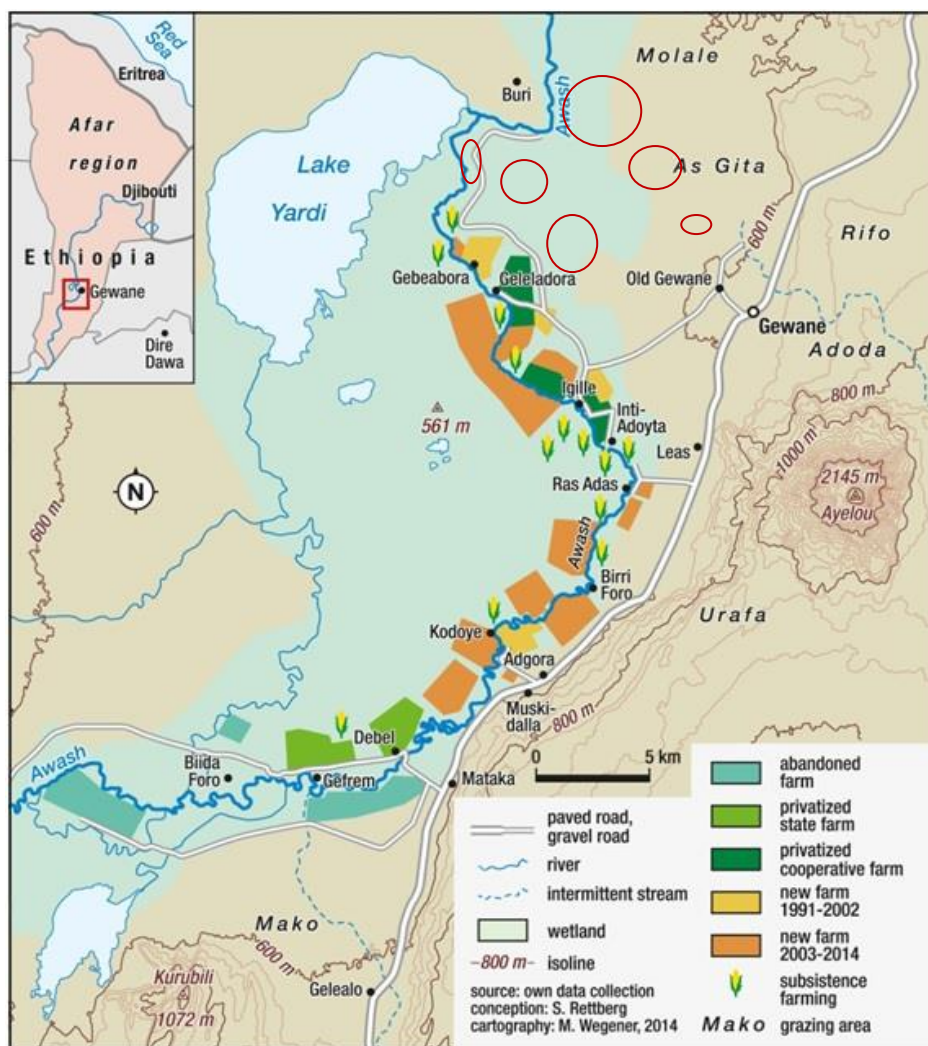 Red
Sea
Eritrea
Afar
region
Djibouti
Ethiopia
Gewane
Dire
Dawa
Molale
Buri
Awash
Lake
Yardi
As Gita
600 m
Rifo
Gebeabora
Geleladora
Old Gewane
Gewane
Adoda
800 m
Igille
561 m
Inti-
Adoyta
Leas
1000 m
2145 m
Ayelou
N
Ras Adas
600 m
Awash
Birri
Foro
Urafa
Kodoye
Adgora
Muski-
dalla
800 m
Debel
0
5 km
Awash
Biida
Foro
Gefrem
Mataka
Mako
600 m
Kurubili
1072 m
Gelealo
paved road,
gravel road
river
intermittent stream
wetland
800 m
isoline
source: own data collection
conception: S. Rettberg
cartography: M. Wegener, 2014
abandoned
farm
privatized
state farm
privatized
cooperative farm
new farm
1991-2002
new farm
2003-2014
subsistence
farming
Mako grazing area